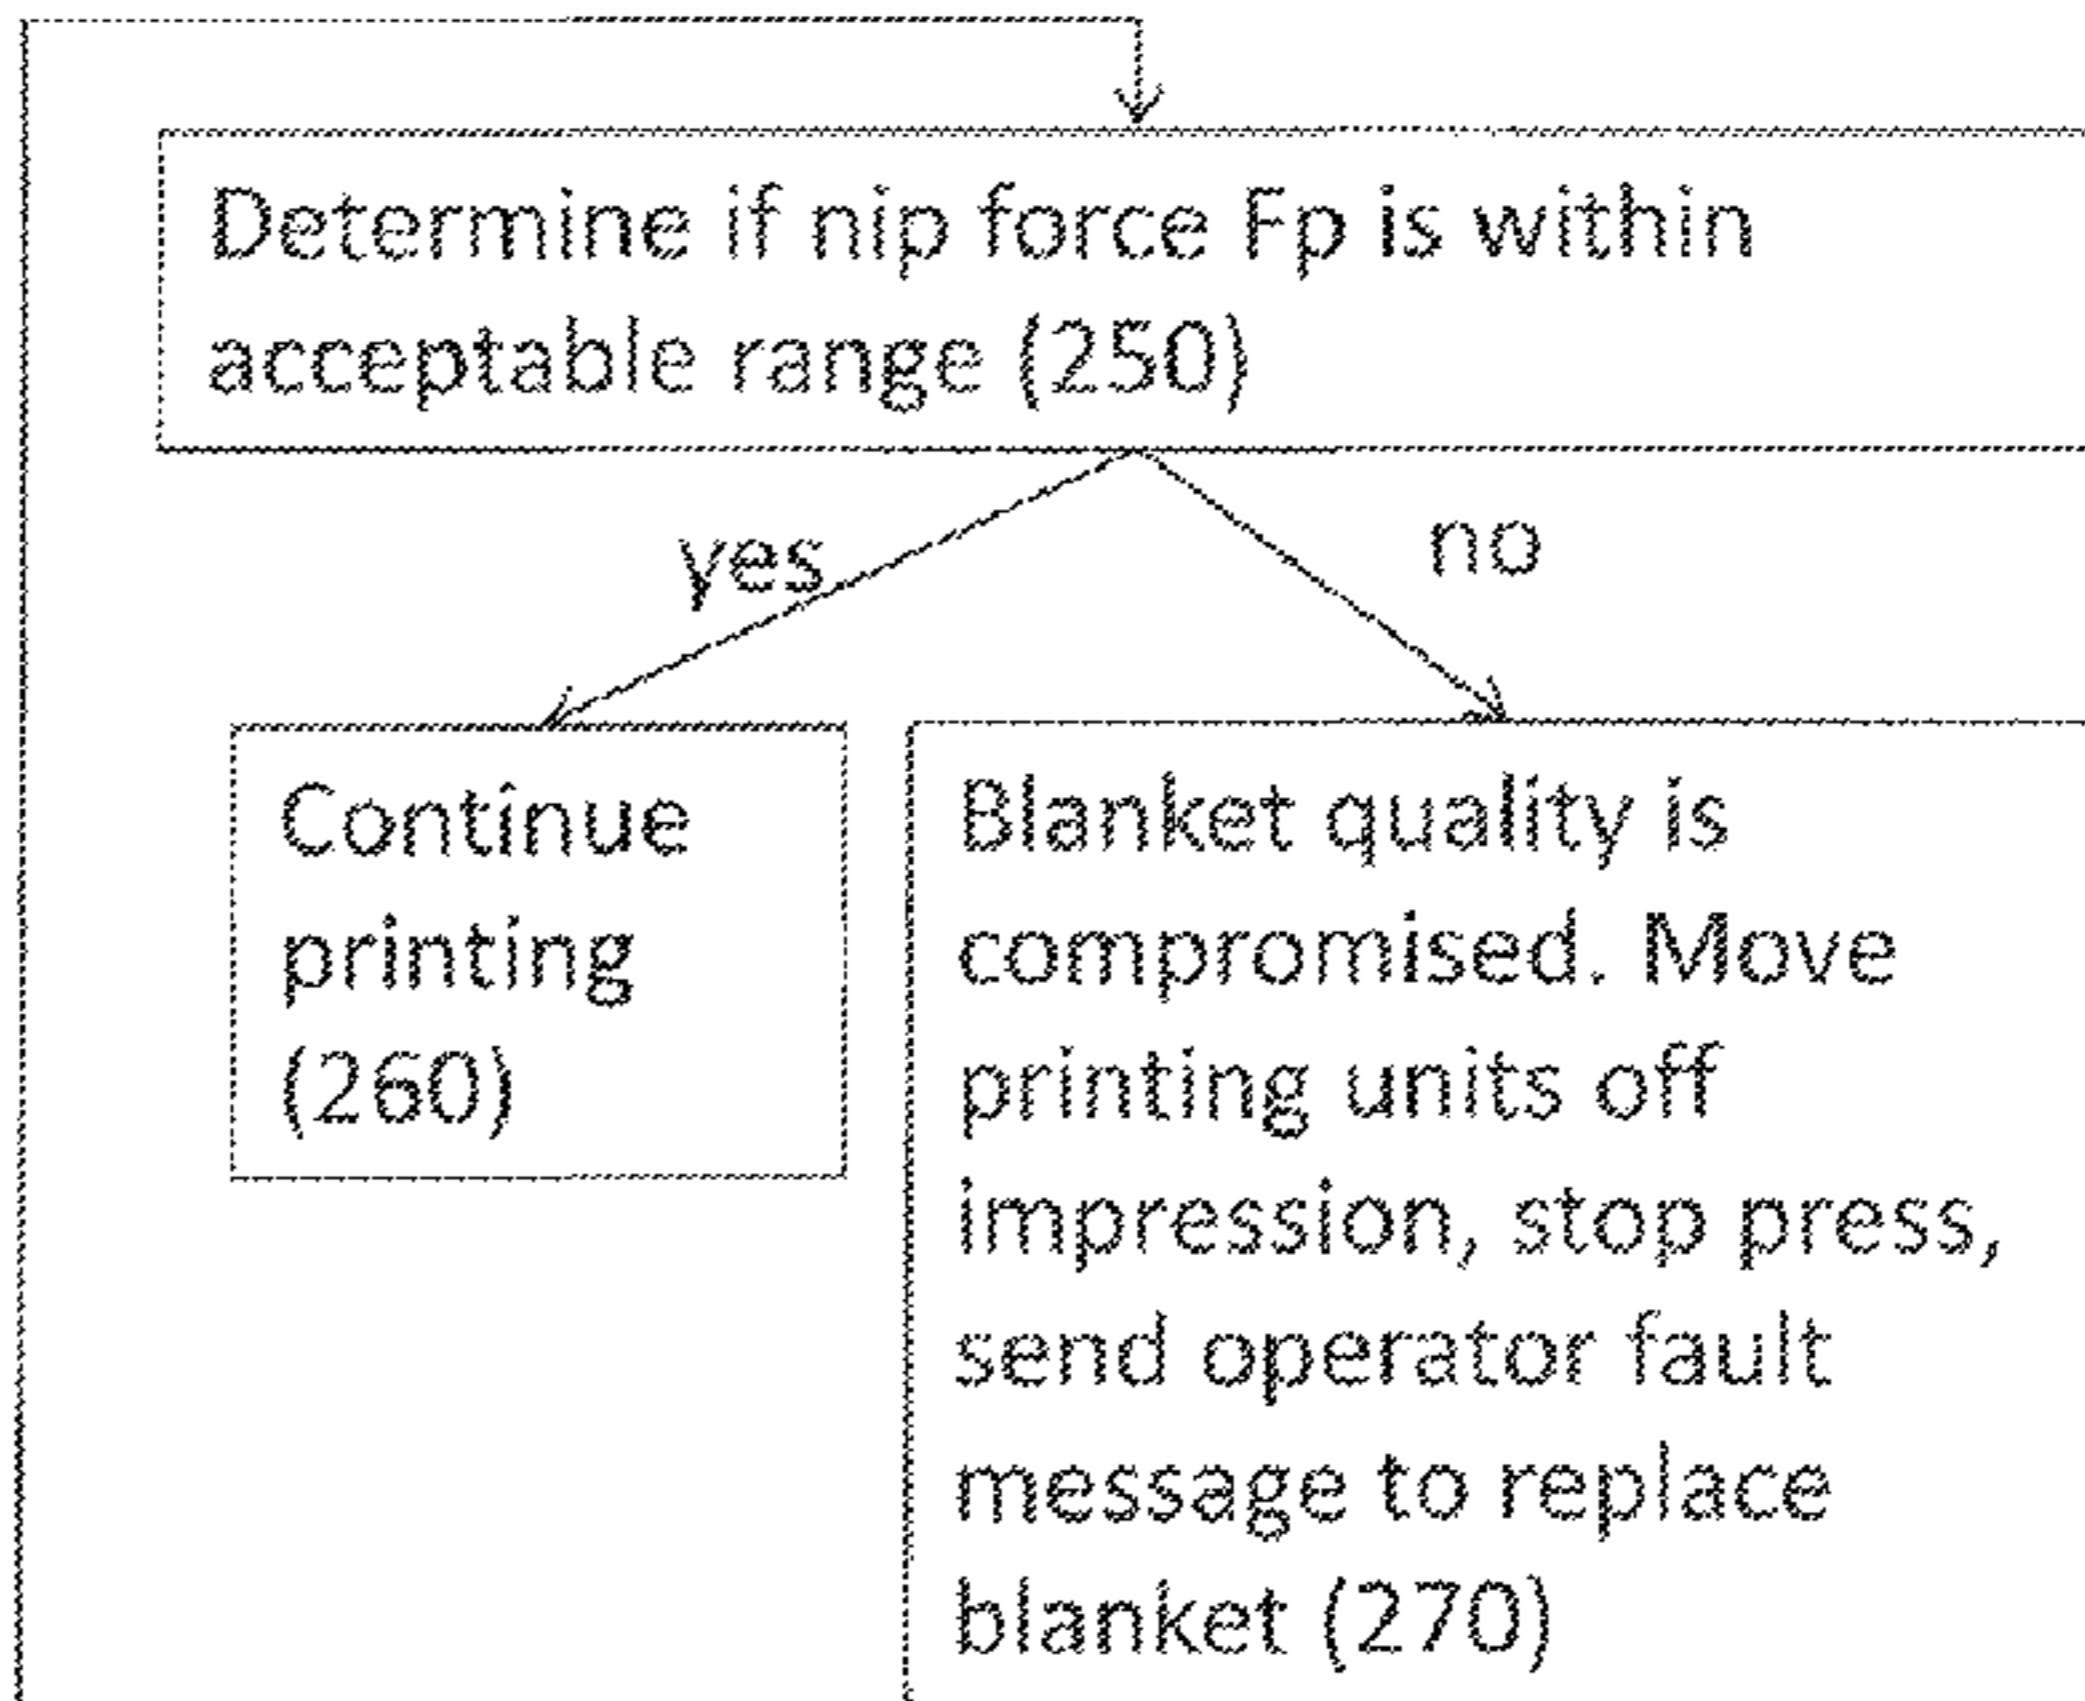 Determine if nip force Fp is within
acceptable range (250)
yes
no
Continue
printing
(260)
Blanket quality is
compromised. Move
printing units off
impression, stop press,
send operator fault
message to replace
blanket (270)